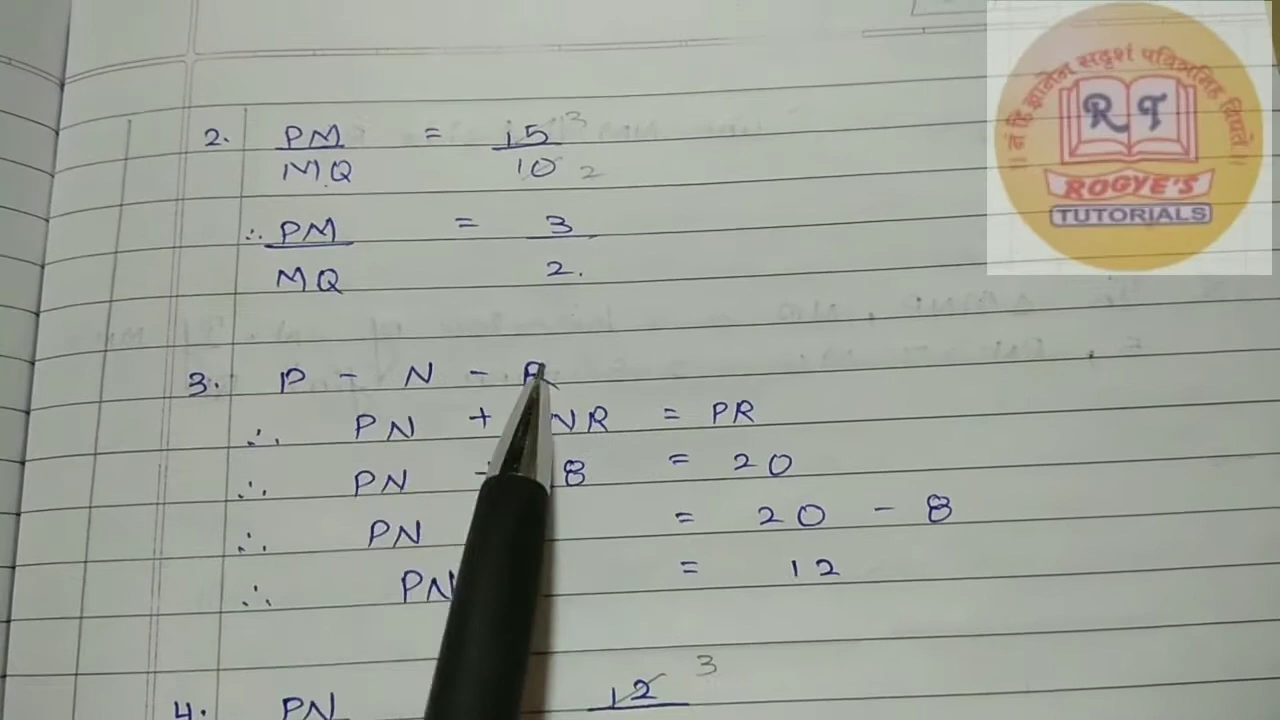 2. PM = 15 3
MQ 10 2
∴ PM = 3
MQ 2.
3. P - N - R
∴ PN + NR = PR
∴ PN + 8 = 20
∴ PN = 20 - 8
∴ PN = 12
4. PN 12 3
R T
ROGYE'S
TUTORIALS